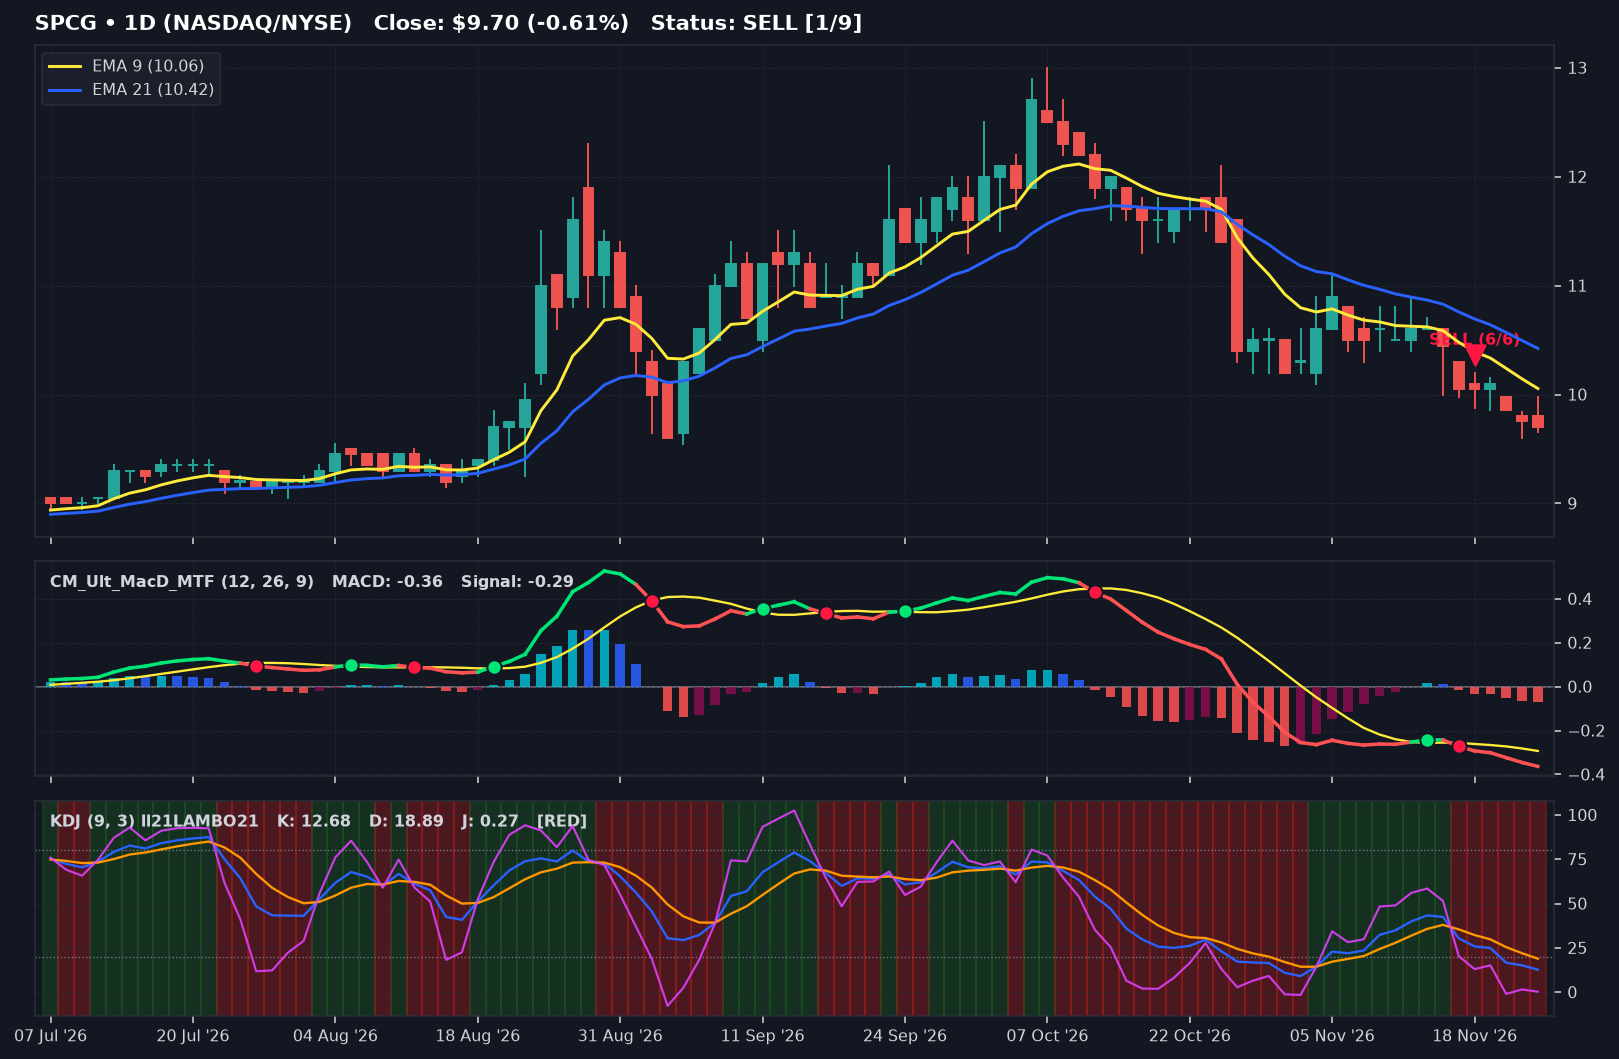 SPCG • 1D (NASDAQ/NYSE)   Close: $9.70 (-0.61%)   Status: SELL [1/9]
EMA 9 (10.06)
EMA 21 (10.42)
13
12
11
10
9
SELL (6/6)
CM_Ult_MacD_MTF (12, 26, 9)   MACD: -0.36   Signal: -0.29
0.4
0.2
0.0
−0.2
−0.4
KDJ (9, 3) II21LAMBO21   K: 12.68   D: 18.89   J: 0.27   [RED]
100
75
50
25
0
07 Jul '26
20 Jul '26
04 Aug '26
18 Aug '26
31 Aug '26
11 Sep '26
24 Sep '26
07 Oct '26
22 Oct '26
05 Nov '26
18 Nov '26